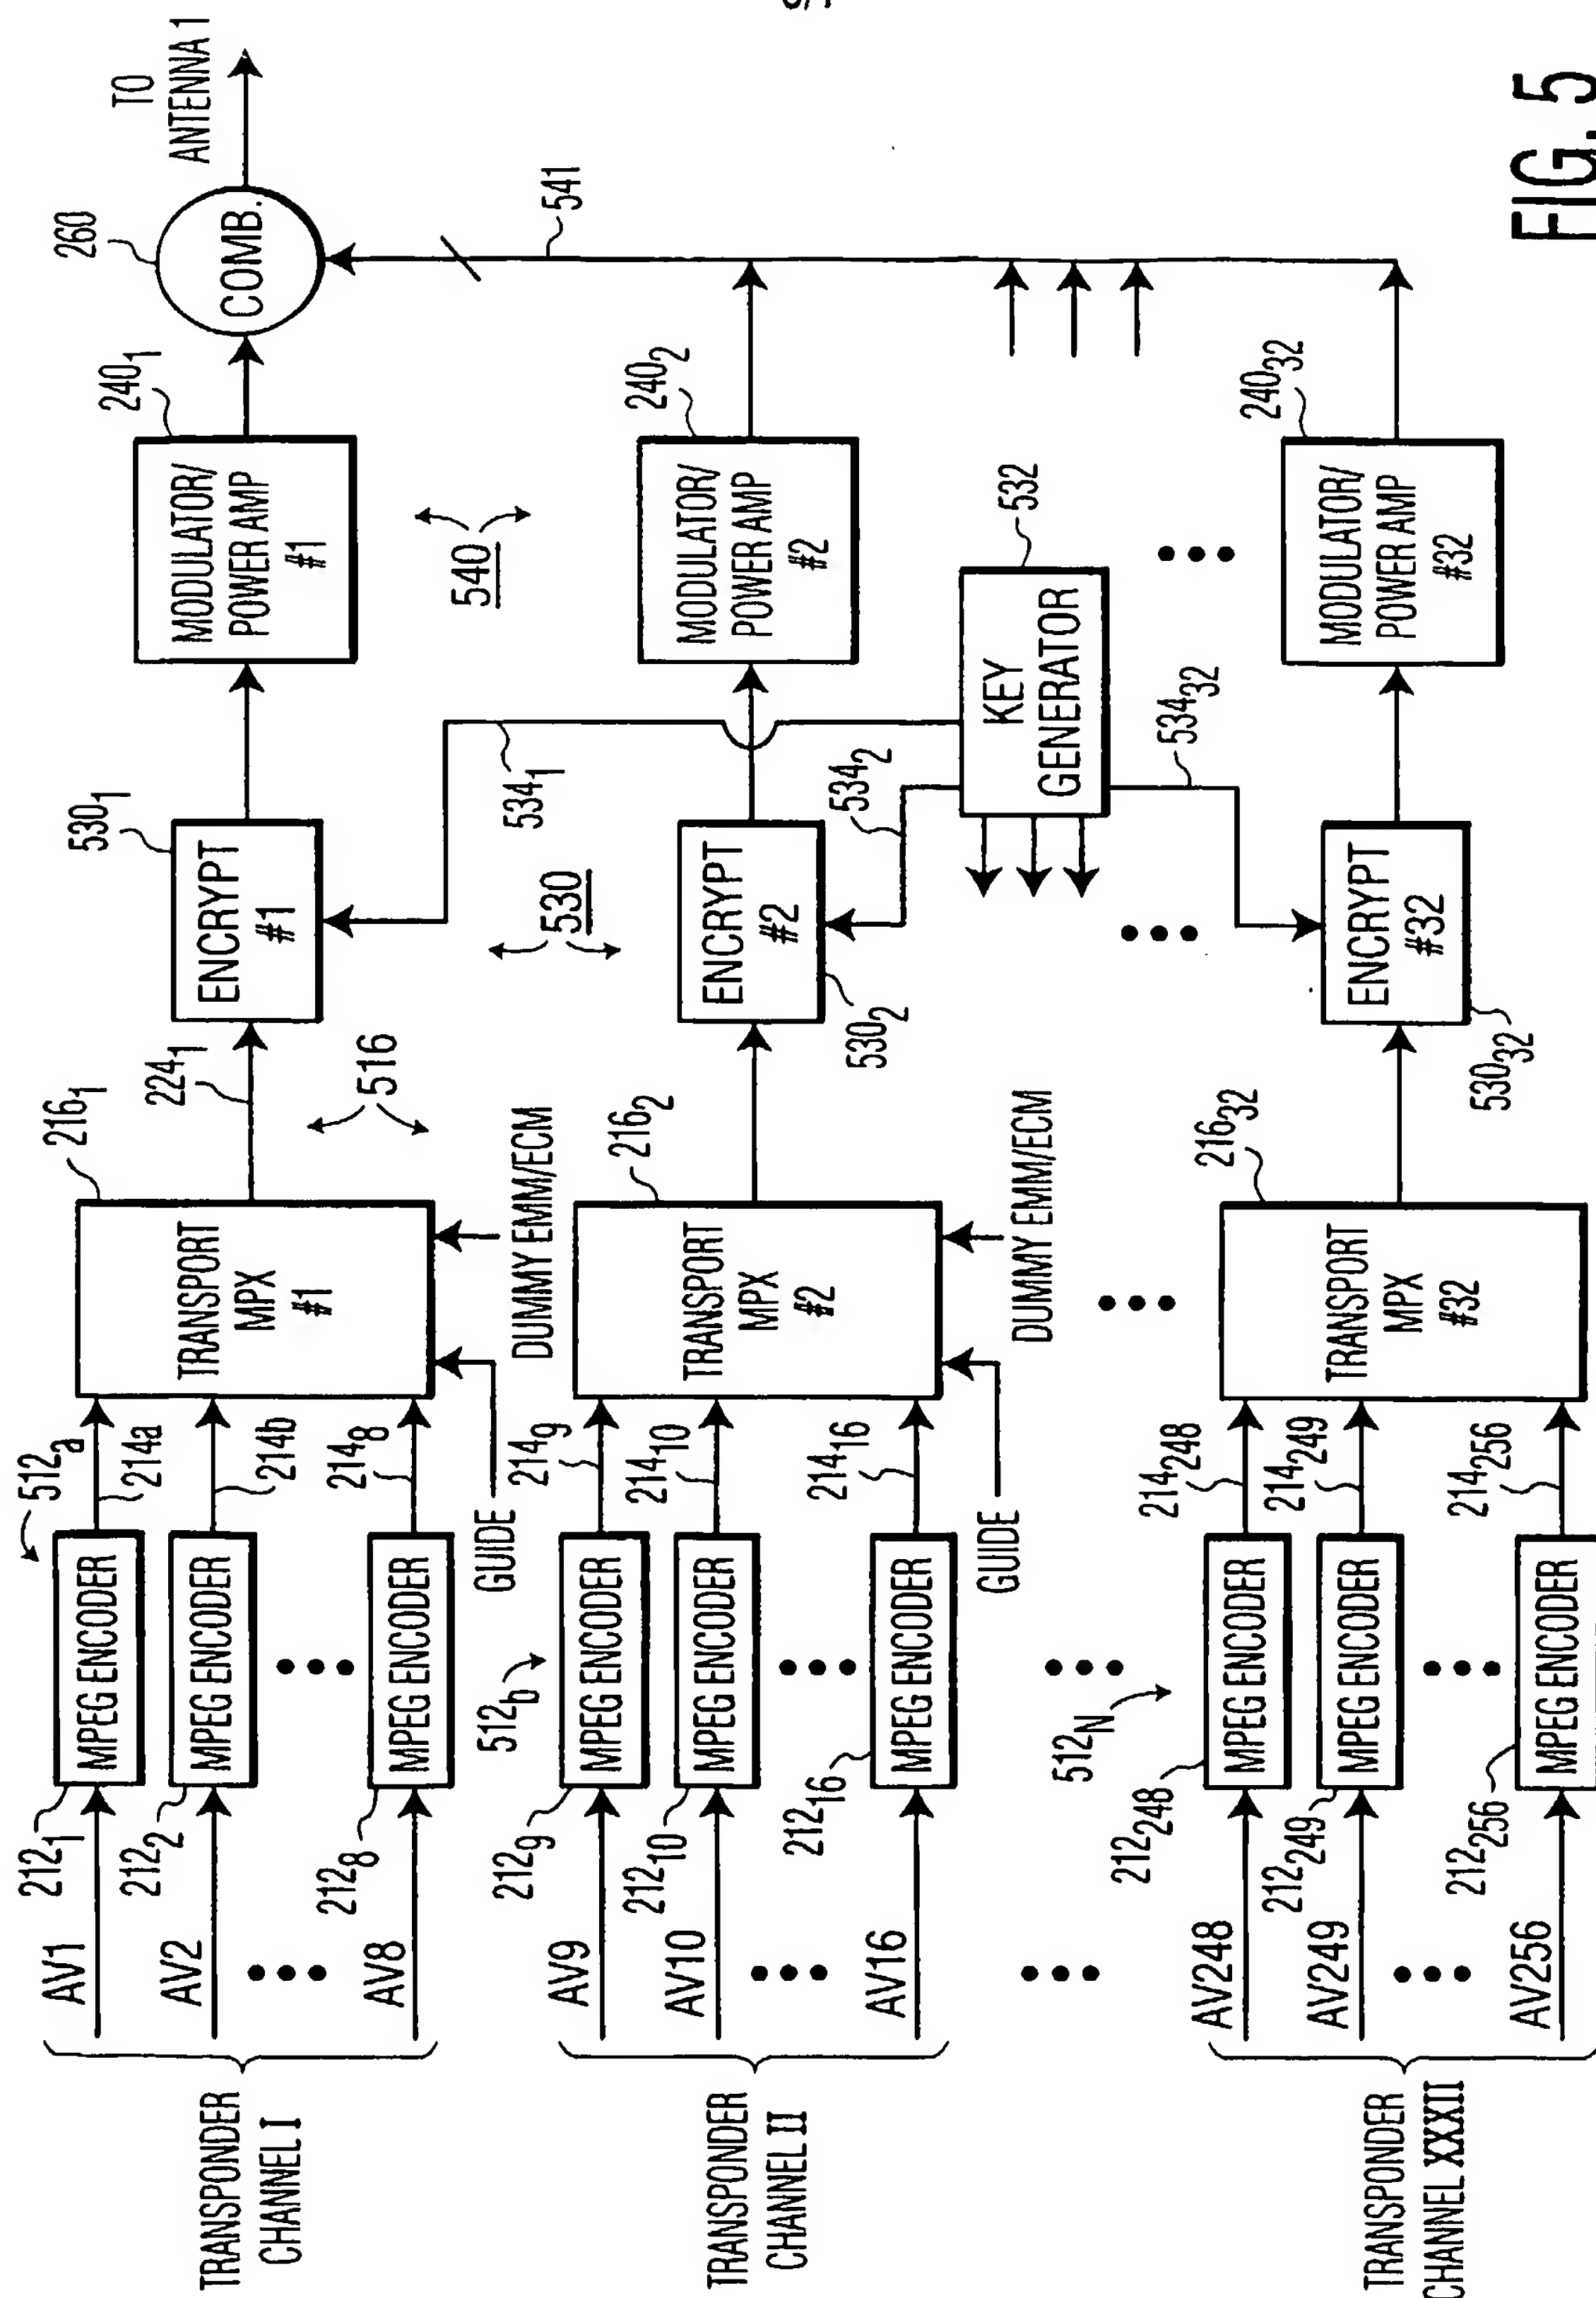 TO
ANTENNA 1
260
COMB.
541
240₁
MODULATOR/
POWER AMP
#1
530₁
ENCRYPT
#1
534₁
224₁
516
216₁
TRANSPORT
MPX
#1
DUMMY EMM/ECM
GUIDE
512ₐ
214a
214b
214₈
MPEG ENCODER
MPEG ENCODER
MPEG ENCODER
212₁
212₂
212₈
AV1
AV2
AV8
TRANSPONDER
CHANNEL I
540
240₂
MODULATOR/
POWER AMP
#2
530
ENCRYPT
#2
530₂
534₂
216₂
TRANSPORT
MPX
#2
DUMMY EMM/ECM
GUIDE
214₉
214₁₀
214₁₆
512b
MPEG ENCODER
MPEG ENCODER
MPEG ENCODER
212₉
212₁₀
212₁₆
AV9
AV10
AV16
TRANSPONDER
CHANNEL II
532
KEY
GENERATOR
534₃₂
240₃₂
MODULATOR/
POWER AMP
#32
ENCRYPT
#32
530₃₂
216₃₂
TRANSPORT
MPX
#32
214₂₄₈
214₂₄₉
214₂₅₆
512N
MPEG ENCODER
MPEG ENCODER
MPEG ENCODER
212₂₄₈
212₂₄₉
212₂₅₆
AV248
AV249
AV256
TRANSPONDER
CHANNEL XXXII
FIG. 5